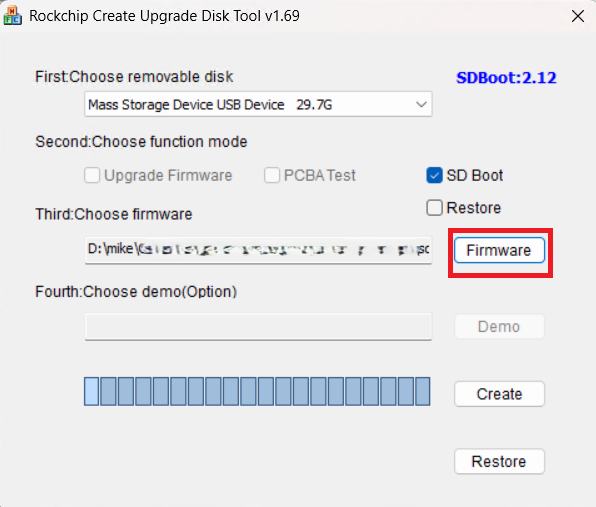 Rockchip Create Upgrade Disk Tool v1.69
First:Choose removable disk
SDBoot:2.12
Mass Storage Device USB Device 29.7G
Second:Choose function mode
Upgrade Firmware
PCBA Test
SD Boot
Restore
Third:Choose firmware
D:\mike\
Firmware
Fourth:Choose demo(Option)
Demo
Create
Restore